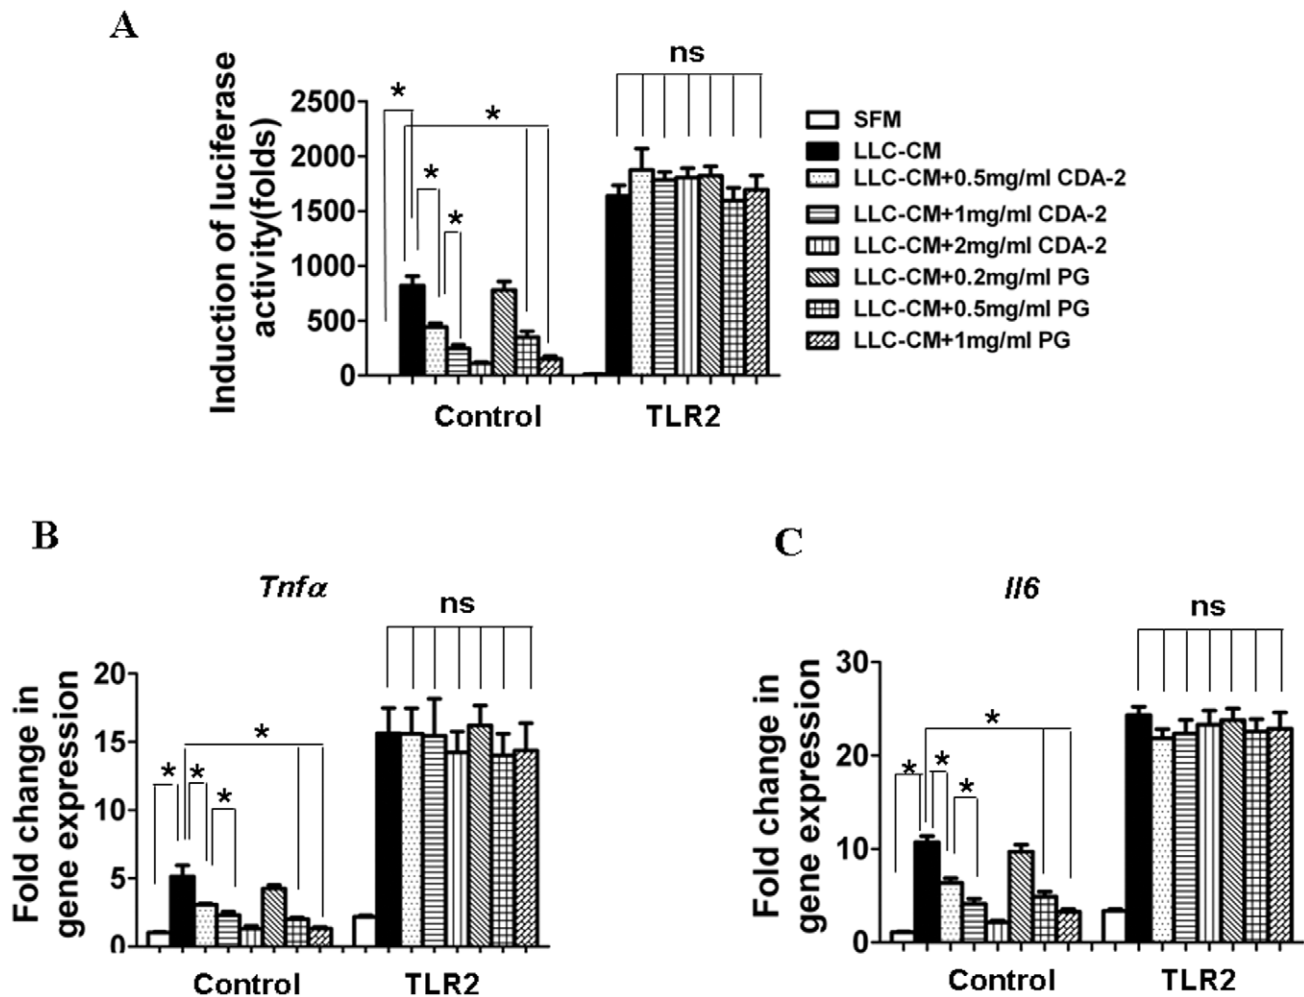 A
Induction of luciferase
activity(folds)
2500
2000
1500
1000
500
0
*
*
*
*
ns
Control
TLR2
SFM
LLC-CM
LLC-CM+0.5mg/ml CDA-2
LLC-CM+1mg/ml CDA-2
LLC-CM+2mg/ml CDA-2
LLC-CM+0.2mg/ml PG
LLC-CM+0.5mg/ml PG
LLC-CM+1mg/ml PG
B
Tnfα
Fold change in
gene expression
20
15
10
5
0
*
*
*
*
ns
Control
TLR2
C
Il6
Fold change in
gene expression
30
20
10
0
*
*
*
*
ns
Control
TLR2